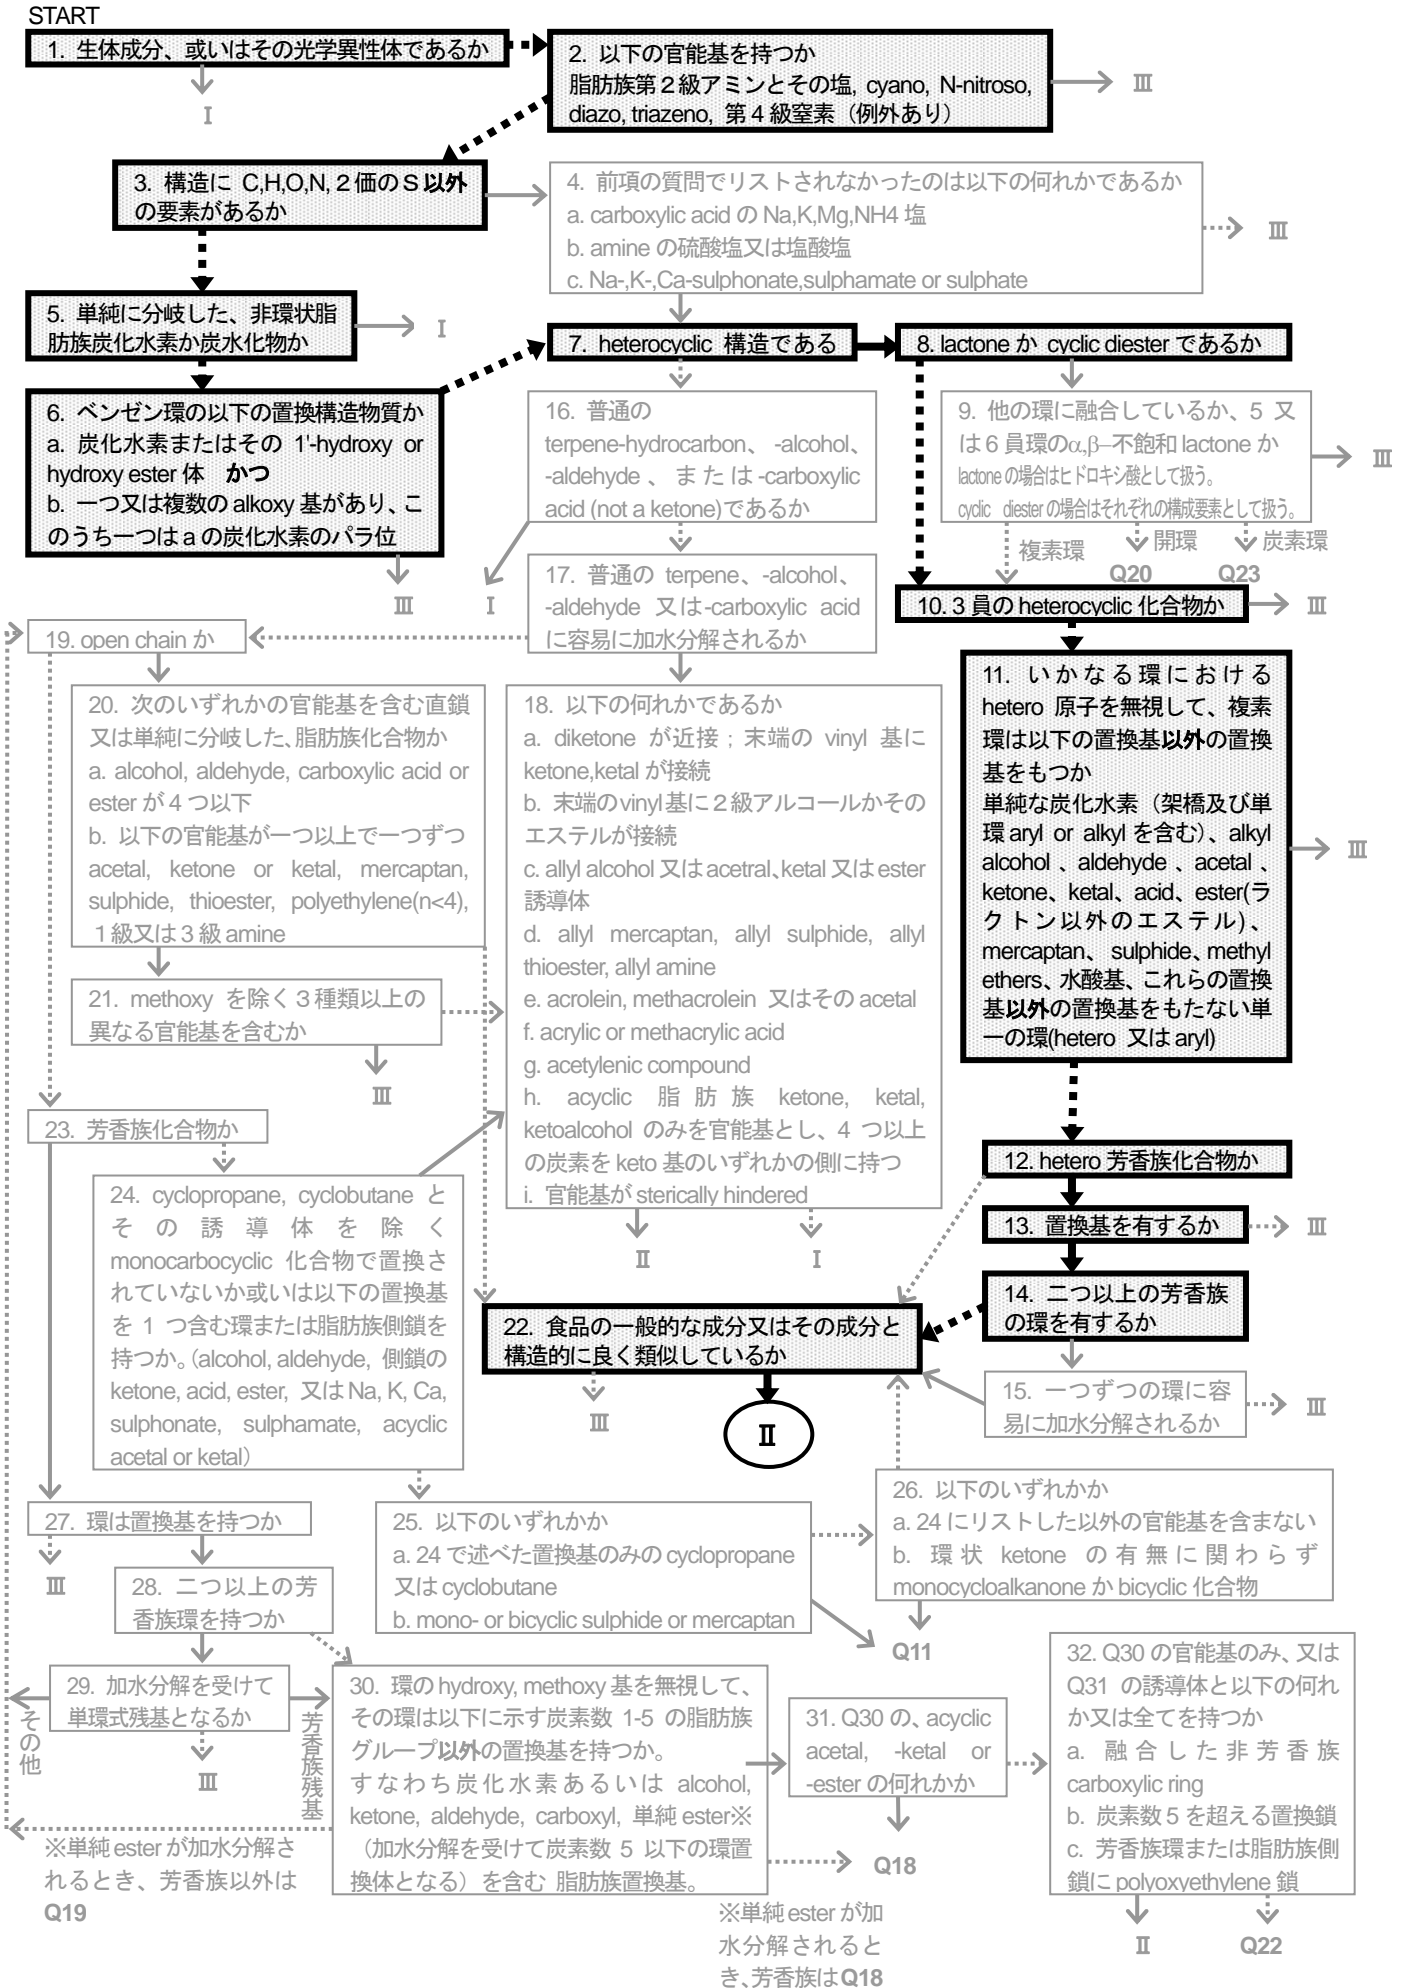 START
1. 生体成分、或いはその光学異性体であるか
I
2. 以下の官能基を持つか
脂肪族第2級アミンとその塩, cyano, N-nitroso,
diazo, triazeno, 第4級窒素（例外あり）
III
3. 構造に C,H,O,N,２価のS以外
の要素があるか
4. 前項の質問でリストされなかったのは以下の何れかであるか
a. carboxylic acid の Na,K,Mg,NH4 塩
b. amine の硫酸塩又は塩酸塩
c. Na-,K-,Ca-sulphonate,sulphamate or sulphate
III
5. 単純に分岐した、非環状脂
肪族炭化水素か炭水化物か
I
7. heterocyclic 構造である
8. lactone か cyclic diester であるか
6. ベンゼン環の以下の置換構造物質か
a. 炭化水素またはその 1'-hydroxy or
hydroxy ester 体 かつ
b. 一つ又は複数の alkoxy 基があり、こ
のうち一つは a の炭化水素のパラ位
III
16. 普通の
terpene-hydrocarbon、 -alcohol、
-aldehyde 、または-carboxylic
acid (not a ketone)であるか
I
9. 他の環に融合しているか、5 又
は 6 員環のα,β−不飽和 lactone か
lactone の場合はヒドロキシ酸として扱う。
cyclic diester の場合はそれぞれの構成要素として扱う。
III
複素環
開環
炭素環
Q20
Q23
17. 普通の terpene、-alcohol、
-aldehyde 又は-carboxylic acid
に容易に加水分解されるか
10. 3 員の heterocyclic 化合物か
III
19. open chain か
11. いかなる環における
hetero 原子を無視して、複素
環は以下の置換基以外の置換
基をもつか
単純な炭化水素（架橋及び単
環 aryl or alkyl を含む）、alkyl
alcohol 、aldehyde 、acetal 、
ketone、ketal、acid、ester(ラ
クトン以外のエステル)、
mercaptan、 sulphide、methyl
ethers、水酸基、これらの置換
基以外の置換基をもたない単
一の環(hetero 又は aryl)
III
20. 次のいずれかの官能基を含む直鎖
又は単純に分岐した、脂肪族化合物か
a. alcohol, aldehyde, carboxylic acid or
ester が 4 つ以下
b. 以下の官能基が一つ以上で一つずつ
acetal, ketone or ketal, mercaptan,
sulphide, thioester, polyethylene(n<4),
１級又は３級 amine
18. 以下の何れかであるか
a. diketone が近接；末端の vinyl 基に
ketone,ketal が接続
b. 末端の vinyl 基に２級アルコールかその
エステルが接続
c. allyl alcohol 又は acetral、ketal 又は ester
誘導体
d. allyl mercaptan, allyl sulphide, allyl
thioester, allyl amine
e. acrolein, methacrolein 又はその acetal
f. acrylic or methacrylic acid
g. acetylenic compound
h. acyclic 脂肪族 ketone, ketal,
ketoalcohol のみを官能基とし、4 つ以上
の炭素を keto 基のいずれかの側に持つ
i. 官能基が sterically hindered
II
I
21. methoxy を除く３種類以上の
異なる官能基を含むか
III
23. 芳香族化合物か
12. hetero 芳香族化合物か
24. cyclopropane, cyclobutane と
その誘導体を除く
monocarbocyclic 化合物で置換さ
れていないか或いは以下の置換基
を 1 つ含む環または脂肪族側鎖を
持つか。(alcohol, aldehyde, 側鎖の
ketone, acid, ester, 又は Na, K, Ca,
sulphonate, sulphamate, acyclic
acetal or ketal）
13. 置換基を有するか
III
14. 二つ以上の芳香族
の環を有するか
22. 食品の一般的な成分又はその成分と
構造的に良く類似しているか
III
II
15. 一つずつの環に容
易に加水分解されるか
III
27. 環は置換基を持つか
III
25. 以下のいずれかか
a. 24 で述べた置換基のみの cyclopropane
又は cyclobutane
b. mono- or bicyclic sulphide or mercaptan
26. 以下のいずれかか
a. 24 にリストした以外の官能基を含まない
b. 環状 ketone の有無に関わらず
monocycloalkanone か bicyclic 化合物
Q11
28. 二つ以上の芳
香族環を持つか
29. 加水分解を受けて
単環式残基となるか
その他
芳香族残基
III
30. 環の hydroxy, methoxy 基を無視して、
その環は以下に示す炭素数 1-5 の脂肪族
グループ以外の置換基を持つか。
すなわち炭化水素あるいは alcohol,
ketone, aldehyde, carboxyl, 単純 ester※
（加水分解を受けて炭素数 5 以下の環置
換体となる）を含む 脂肪族置換基。
31. Q30 の、acyclic
acetal, -ketal or
-ester の何れかか
Q18
32. Q30 の官能基のみ、又は
Q31 の誘導体と以下の何れ
か又は全てを持つか
a. 融合した非芳香族
carboxylic ring
b. 炭素数 5 を超える置換鎖
c. 芳香族環または脂肪族側
鎖に polyoxyethylene 鎖
II
Q22
※単純 ester が加水分解さ
れるとき、芳香族以外は
Q19
※単純 ester が加
水分解されると
き、芳香族は Q18